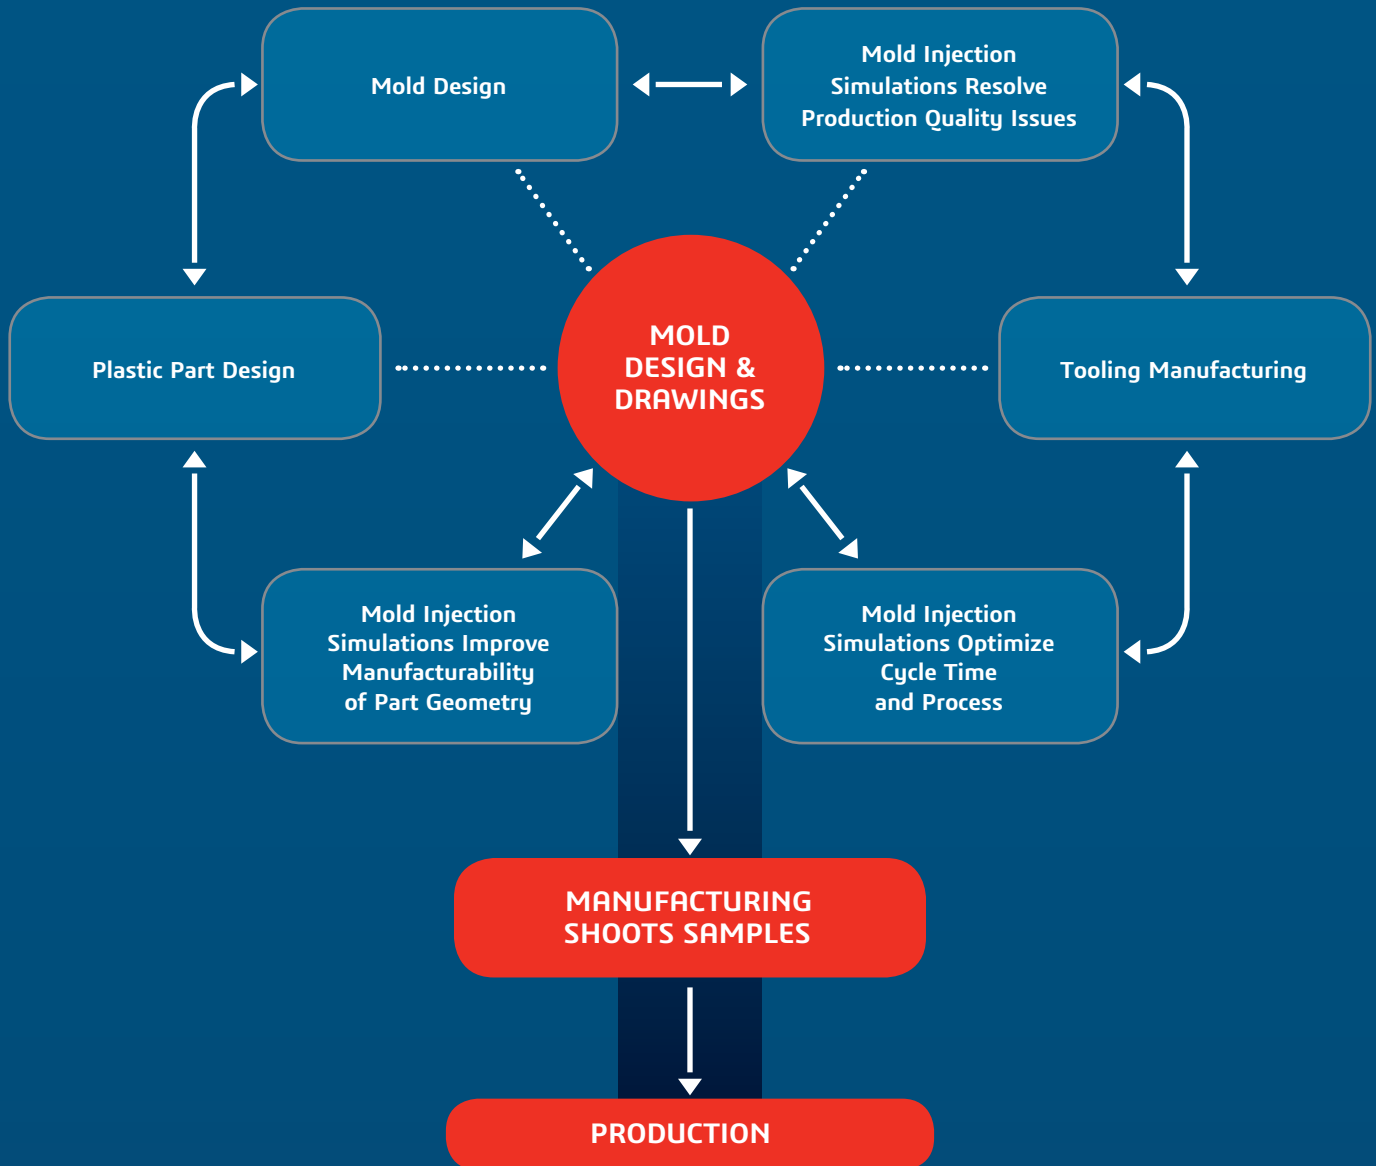 Mold Design
Mold Injection
Simulations Resolve
Production Quality Issues
Plastic Part Design
MOLD
DESIGN &
DRAWINGS
Tooling Manufacturing
Mold Injection
Simulations Improve
Manufacturability
of Part Geometry
Mold Injection
Simulations Optimize
Cycle Time
and Process
MANUFACTURING
SHOOTS SAMPLES
PRODUCTION